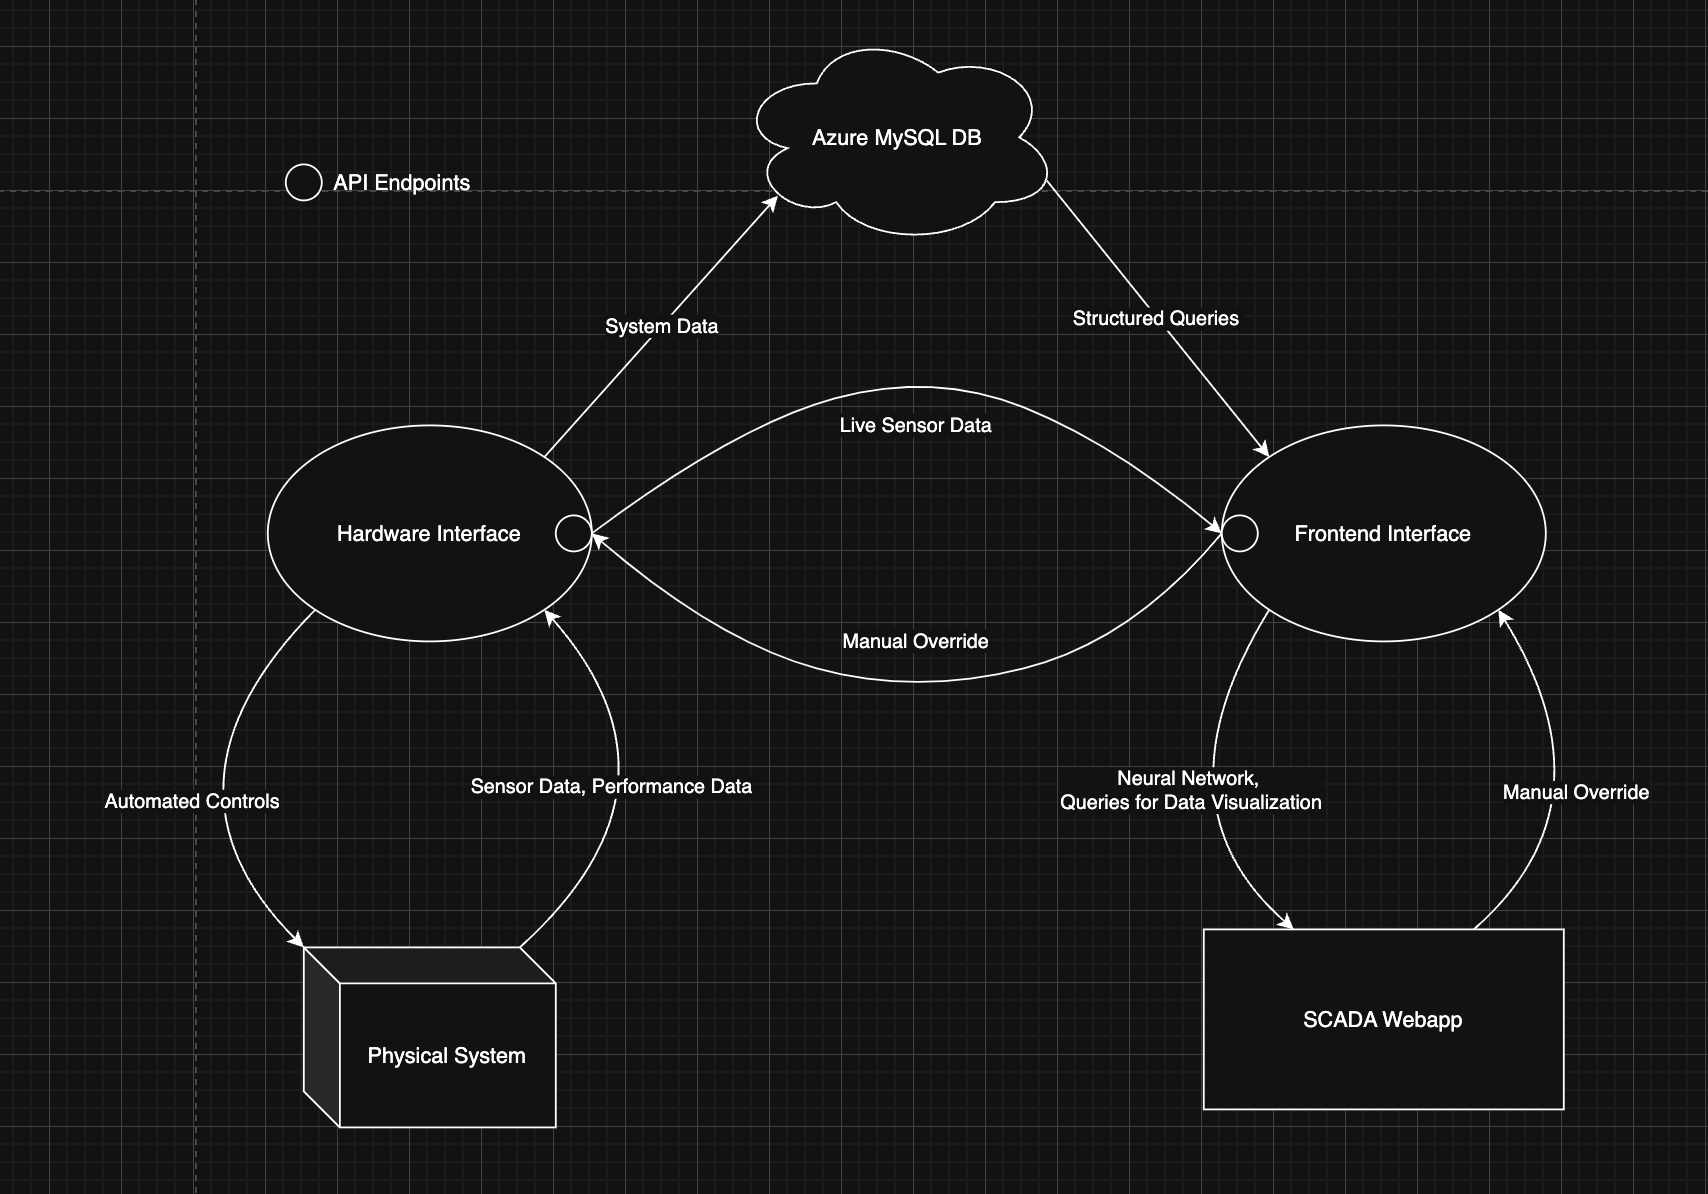 Azure MySQL DB
API Endpoints
System Data
Structured Queries
Live Sensor Data
Hardware Interface
Frontend Interface
Manual Override
Automated Controls
Sensor Data, Performance Data
Neural Network,
Queries for Data Visualization
Manual Override
Physical System
SCADA Webapp